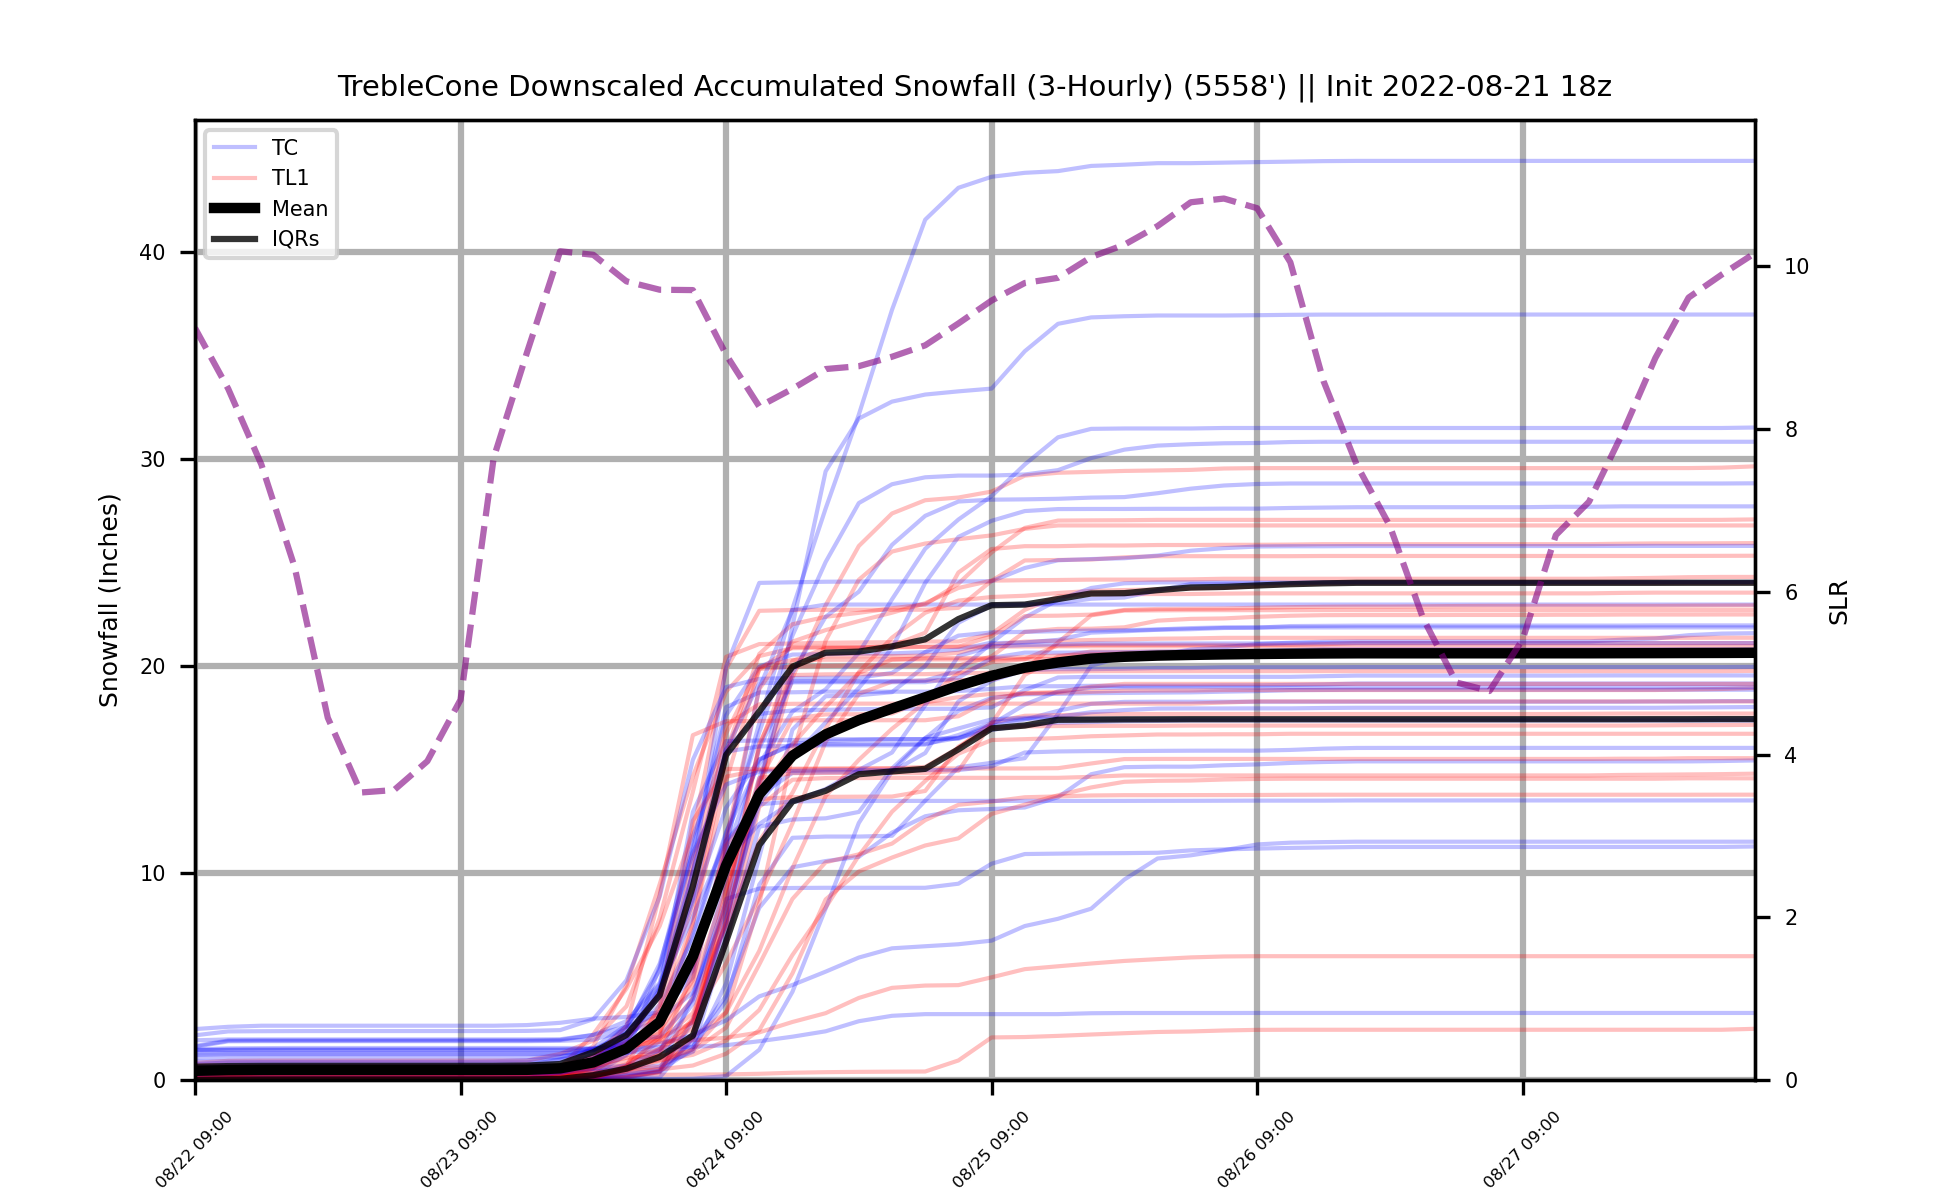 TrebleCone Downscaled Accumulated Snowfall (3-Hourly) (5558') || Init 2022-08-21 18z
TC
TL1
Mean
IQRs
Snowfall (Inches)
40
30
20
10
0
SLR
10
8
6
4
2
0
08/22 09:00
08/23 09:00
08/24 09:00
08/25 09:00
08/26 09:00
08/27 09:00